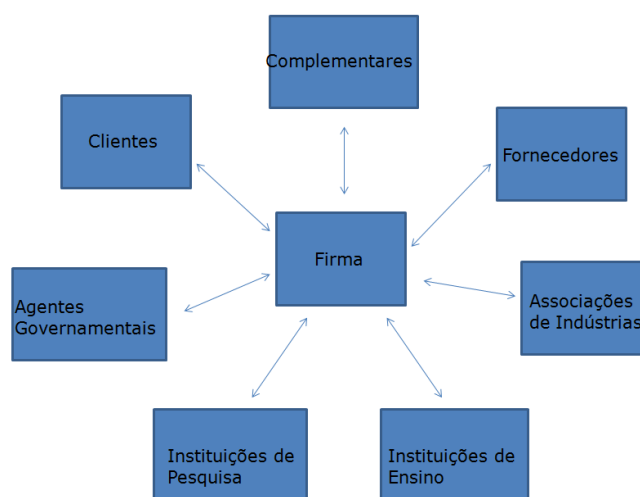 Complementares
Clientes
Fornecedores
Firma
Agentes
Governamentais
Associações
de Indústrias
Instituições de
Pesquisa
Instituições de
Ensino